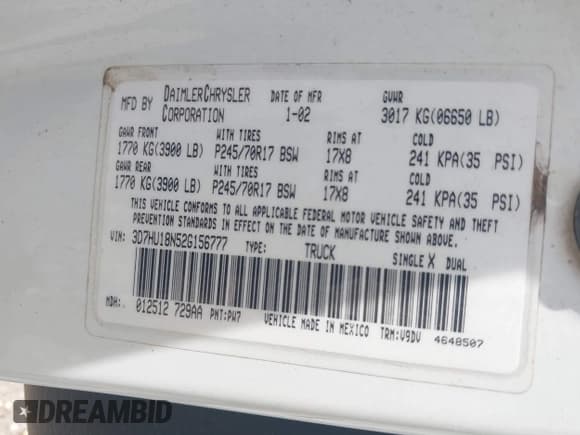 MFD BY DAIMLERCHRYSLER CORPORATION DATE OF MFR 1-02 GVWR 3017 KG(06650 LB)
GAWR FRONT WITH TIRES RIMS AT COLD
1770 KG(3900 LB) P245/70R17 BSW 17X8 241 KPA(35 PSI)
GAWR REAR WITH TIRES RIMS AT COLD
1770 KG(3900 LB) P245/70R17 BSW 17X8 241 KPA(35 PSI)
THIS VEHICLE CONFORMS TO ALL APPLICABLE FEDERAL MOTOR VEHICLE SAFETY AND THEFT
PREVENTION STANDARDS IN EFFECT ON THE DATE OF MANUFACTURE SHOWN ABOVE.
VIN: 3D7HU18N52G156777 TYPE: TRUCK SINGLE X DUAL
MDH: 012512 729AA PNT:PW7 VEHICLE MADE IN MEXICO TRM:V9DV 4648507
DREAMBID